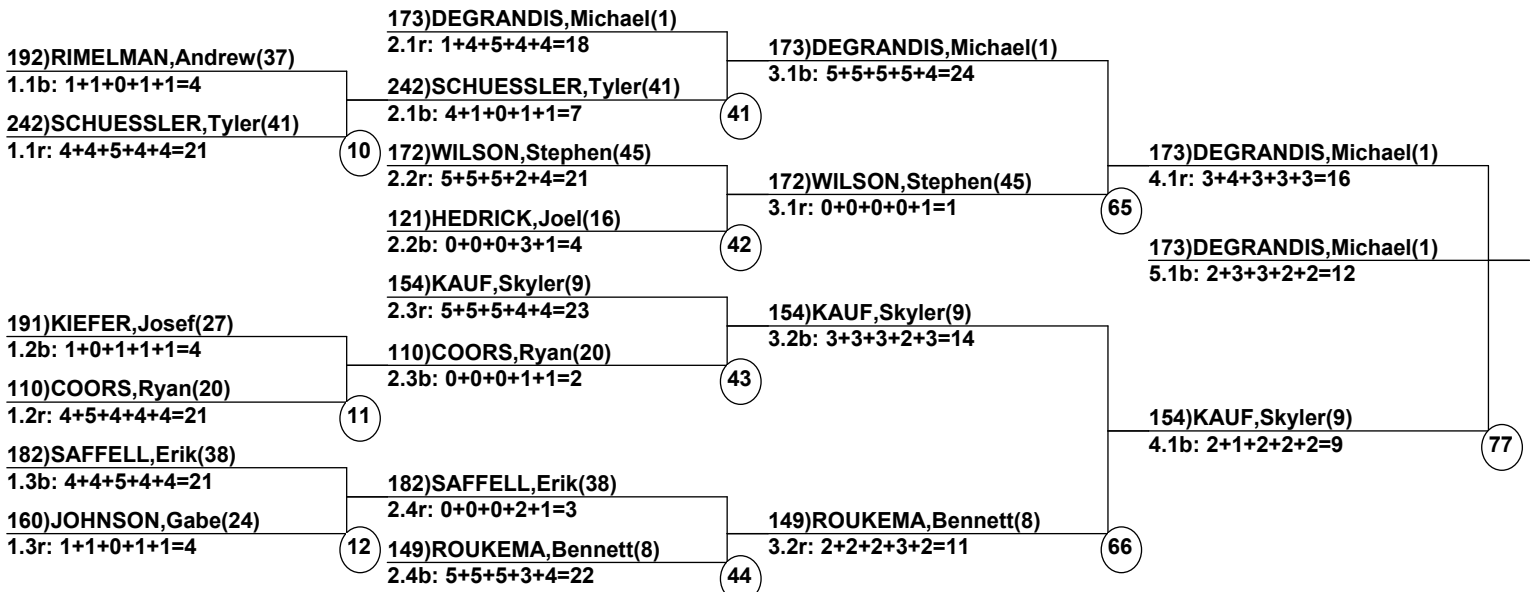 192)RIMELMAN,Andrew(37)
1.1b: 1+1+0+1+1=4
242)SCHUESSLER,Tyler(41)
1.1r: 4+4+5+4+4=21
10
191)KIEFER,Josef(27)
1.2b: 1+0+1+1+1=4
110)COORS,Ryan(20)
1.2r: 4+5+4+4+4=21
11
182)SAFFELL,Erik(38)
1.3b: 4+4+5+4+4=21
160)JOHNSON,Gabe(24)
1.3r: 1+1+0+1+1=4
12
173)DEGRANDIS,Michael(1)
2.1r: 1+4+5+4+4=18
242)SCHUESSLER,Tyler(41)
2.1b: 4+1+0+1+1=7
41
172)WILSON,Stephen(45)
2.2r: 5+5+5+2+4=21
121)HEDRICK,Joel(16)
2.2b: 0+0+0+3+1=4
42
154)KAUF,Skyler(9)
2.3r: 5+5+5+4+4=23
110)COORS,Ryan(20)
2.3b: 0+0+0+1+1=2
43
182)SAFFELL,Erik(38)
2.4r: 0+0+0+2+1=3
149)ROUKEMA,Bennett(8)
2.4b: 5+5+5+3+4=22
44
173)DEGRANDIS,Michael(1)
3.1b: 5+5+5+5+4=24
172)WILSON,Stephen(45)
3.1r: 0+0+0+0+1=1
65
154)KAUF,Skyler(9)
3.2b: 3+3+3+2+3=14
149)ROUKEMA,Bennett(8)
3.2r: 2+2+2+3+2=11
66
173)DEGRANDIS,Michael(1)
4.1r: 3+4+3+3+3=16
173)DEGRANDIS,Michael(1)
5.1b: 2+3+3+2+2=12
154)KAUF,Skyler(9)
4.1b: 2+1+2+2+2=9
77